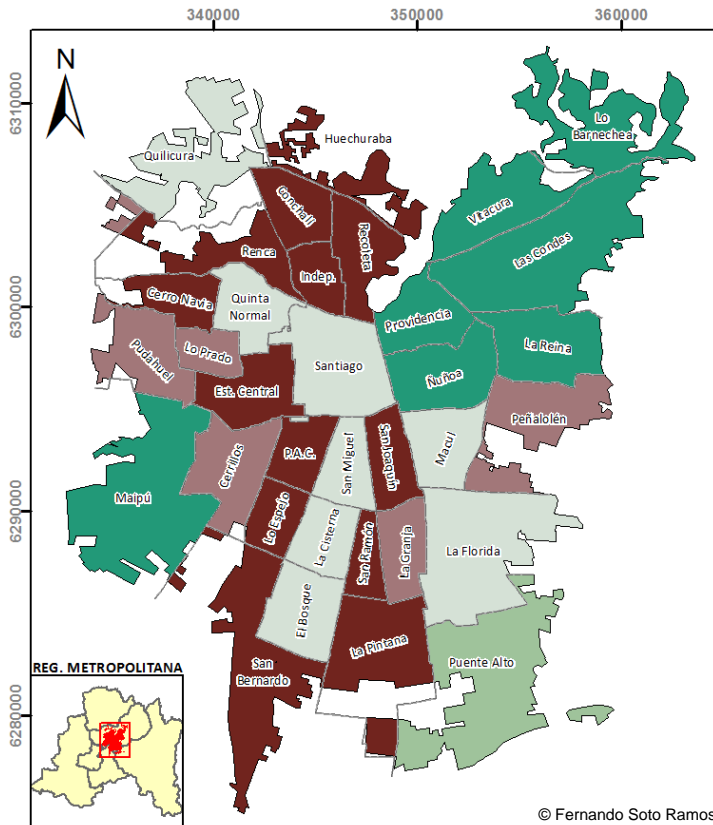 340000
350000
360000
6310000
6300000
6290000
6280000
N
Lo
Barnechea
Huechuraba
Quilicura
Conchalí
Recoleta
Vitacura
Las Condes
Renca
Indep.
Cerro Navia
Quinta
Normal
Providencia
Pudahuel
Lo Prado
Santiago
Ñuñoa
La Reina
Est. Central
Peñalolén
P.A.C.
San Miguel
San Joaquín
Macul
Cerrillos
Maipú
Lo Espejo
La Cisterna
San Ramón
La Granja
La Florida
El Bosque
La Pintana
San
Bernardo
Puente Alto
REG. METROPOLITANA
© Fernando Soto Ramos